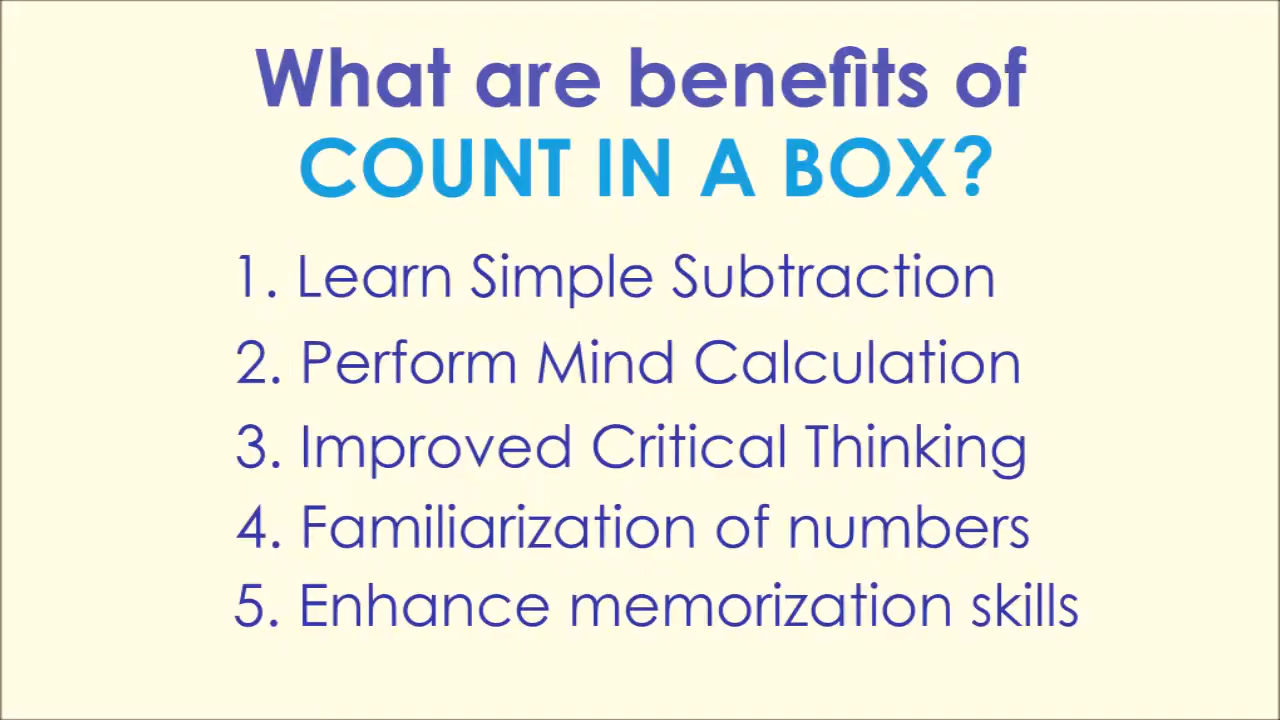 What are benefits of
COUNT IN A BOX?
1. Learn Simple Subtraction
2. Perform Mind Calculation
3. Improved Critical Thinking
4. Familiarization of numbers
5. Enhance memorization skills